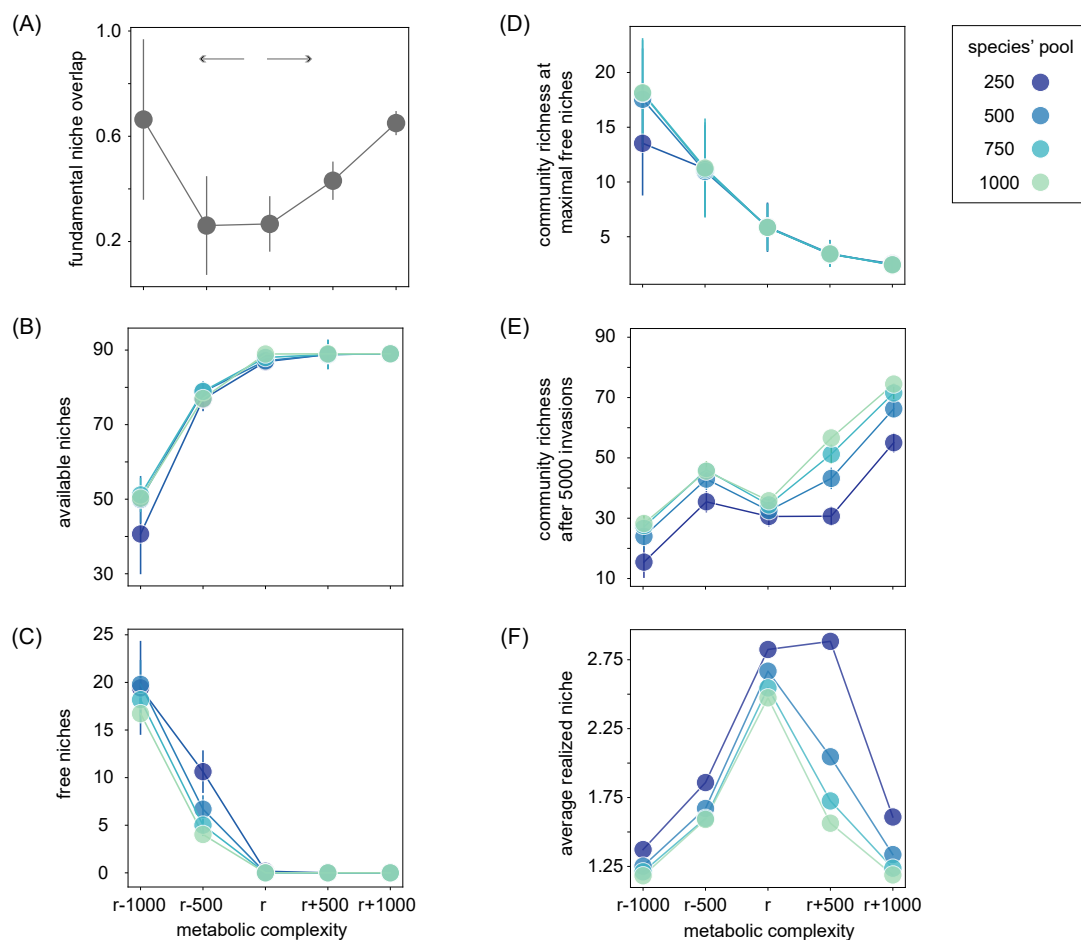 (A)
fundamental niche overlap
1.0
0.6
0.2
(B)
available niches
90
70
50
30
(C)
free niches
25
20
15
10
5
0
r-1000
r-500
r
r+500
r+1000
metabolic complexity
(D)
community richness at
maximal free niches
20
15
10
5
(E)
community richness
after 5000 invasions
90
70
50
30
10
(F)
average realized niche
2.75
2.25
1.75
1.25
r-1000
r-500
r
r+500
r+1000
metabolic complexity
species' pool
250
500
750
1000